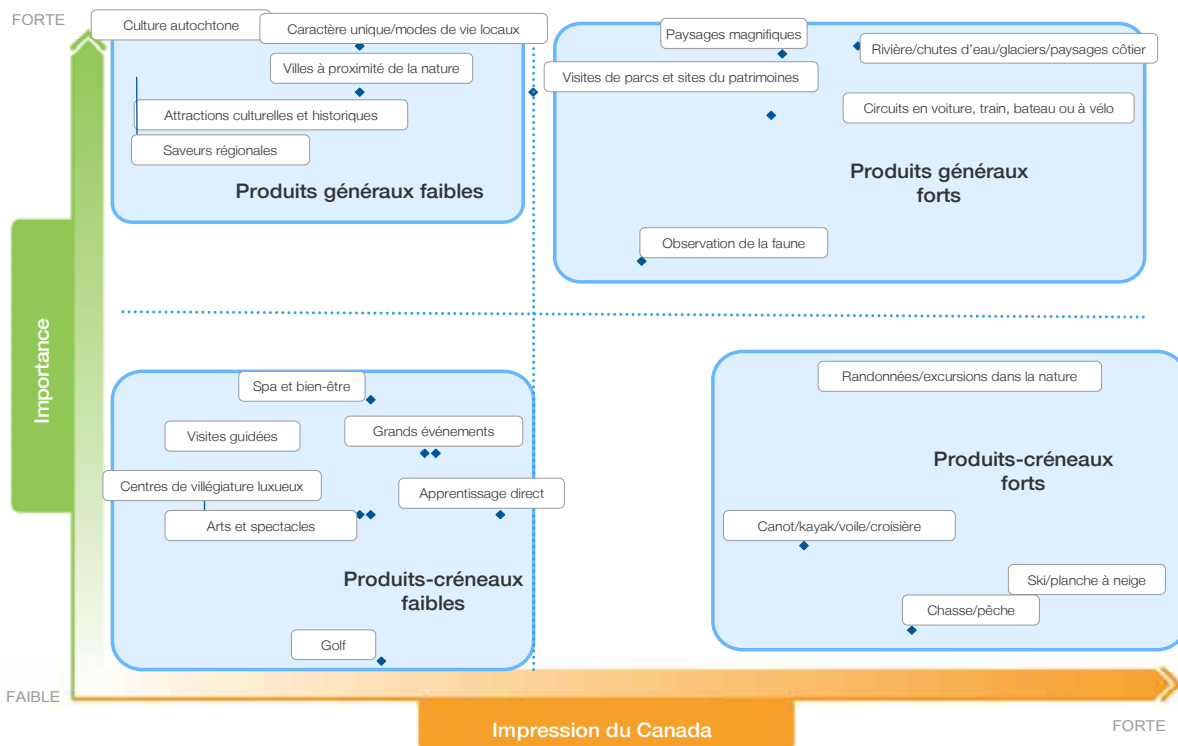 FORTE
Culture autochtone
Caractère unique/modes de vie locaux
Villes à proximité de la nature
Attractions culturelles et historiques
Saveurs régionales
Produits généraux faibles
Paysages magnifiques
Rivière/chutes d'eau/glaciers/paysages côtier
Visites de parcs et sites du patrimoines
Circuits en voiture, train, bateau ou à vélo
Produits généraux
forts
Observation de la faune
Importance
Spa et bien-être
Visites guidées
Grands événements
Centres de villégiature luxueux
Apprentissage direct
Arts et spectacles
Produits-créneaux
faibles
Golf
Randonnées/excursions dans la nature
Produits-créneaux
forts
Canot/kayak/voile/croisière
Ski/planche à neige
Chasse/pêche
FAIBLE
Impression du Canada
FORTE